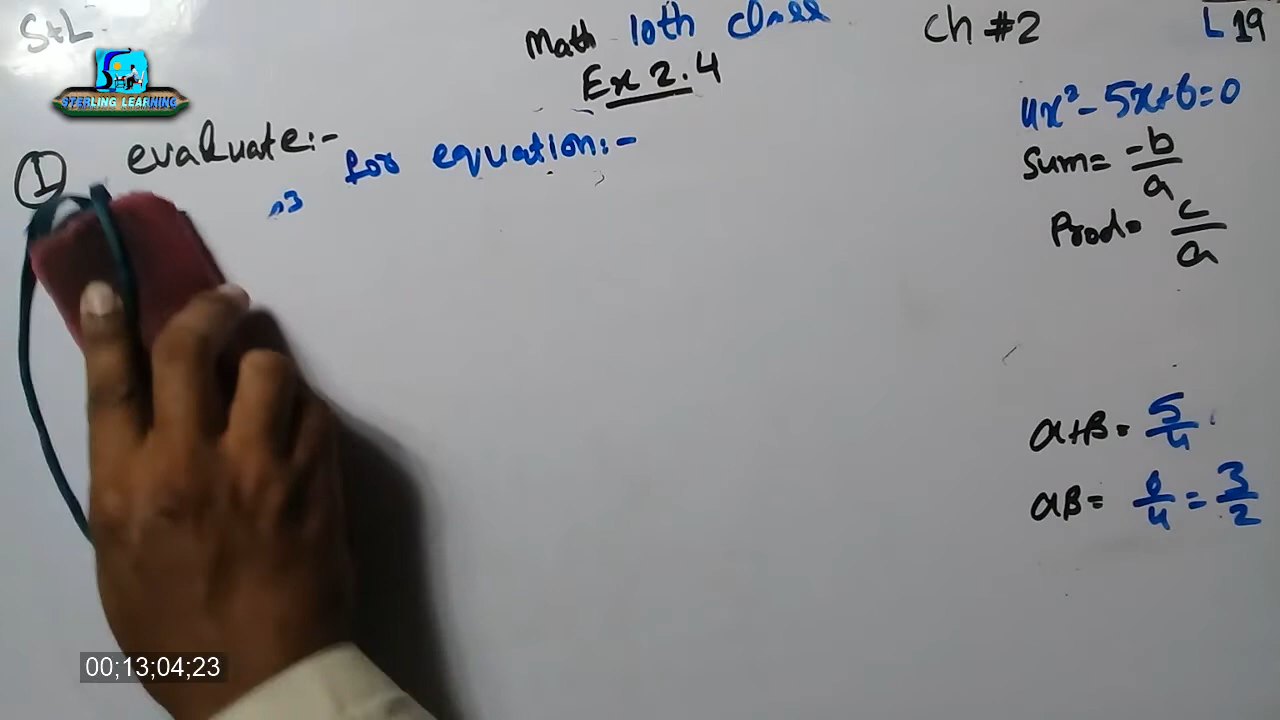 StL
STERLING LEARNING
Math 10th class
Ch #2
L 19
Ex 2.4
① evaluate:- for equation:-
4x² - 5x+6=0
Sum= -b/a
Prod= c/a
α+β= 5/4
αβ= 6/4 = 3/2
00;13;04;23